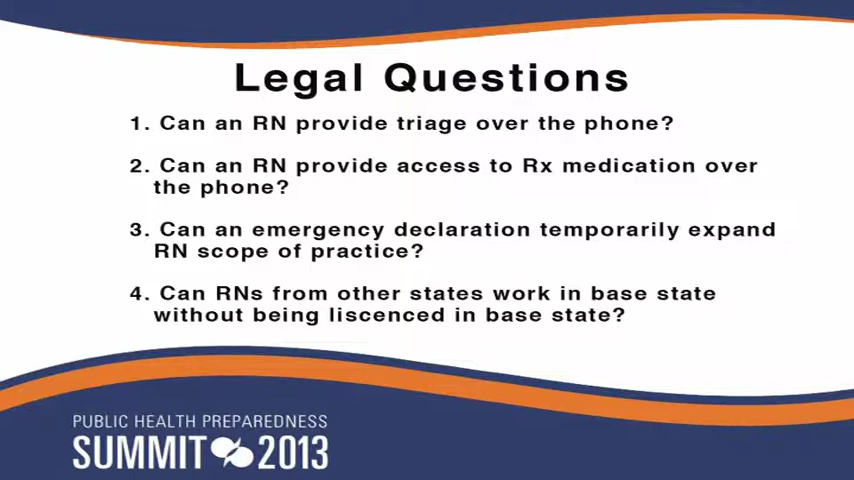 Legal Questions
1. Can an RN provide triage over the phone?
2. Can an RN provide access to Rx medication over
the phone?
3. Can an emergency declaration temporarily expand
RN scope of practice?
4. Can RNs from other states work in base state
without being liscenced in base state?
PUBLIC HEALTH PREPAREDNESS
SUMMIT 2013